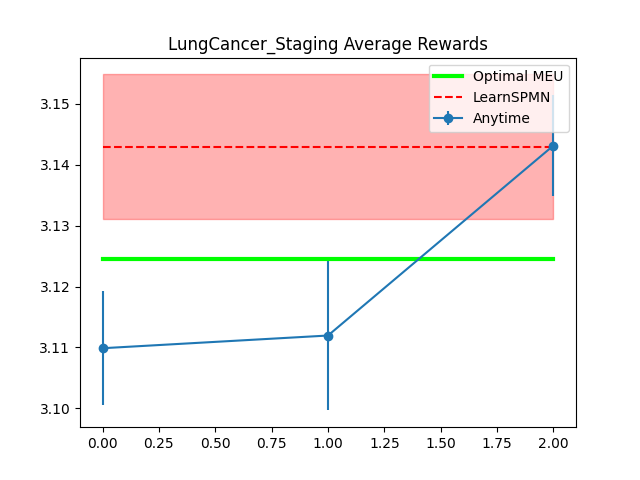 LungCancer_Staging Average Rewards
Optimal MEU
LearnSPMN
Anytime
3.15
3.14
3.13
3.12
3.11
3.10
0.00 0.25 0.50 0.75 1.00 1.25 1.50 1.75 2.00